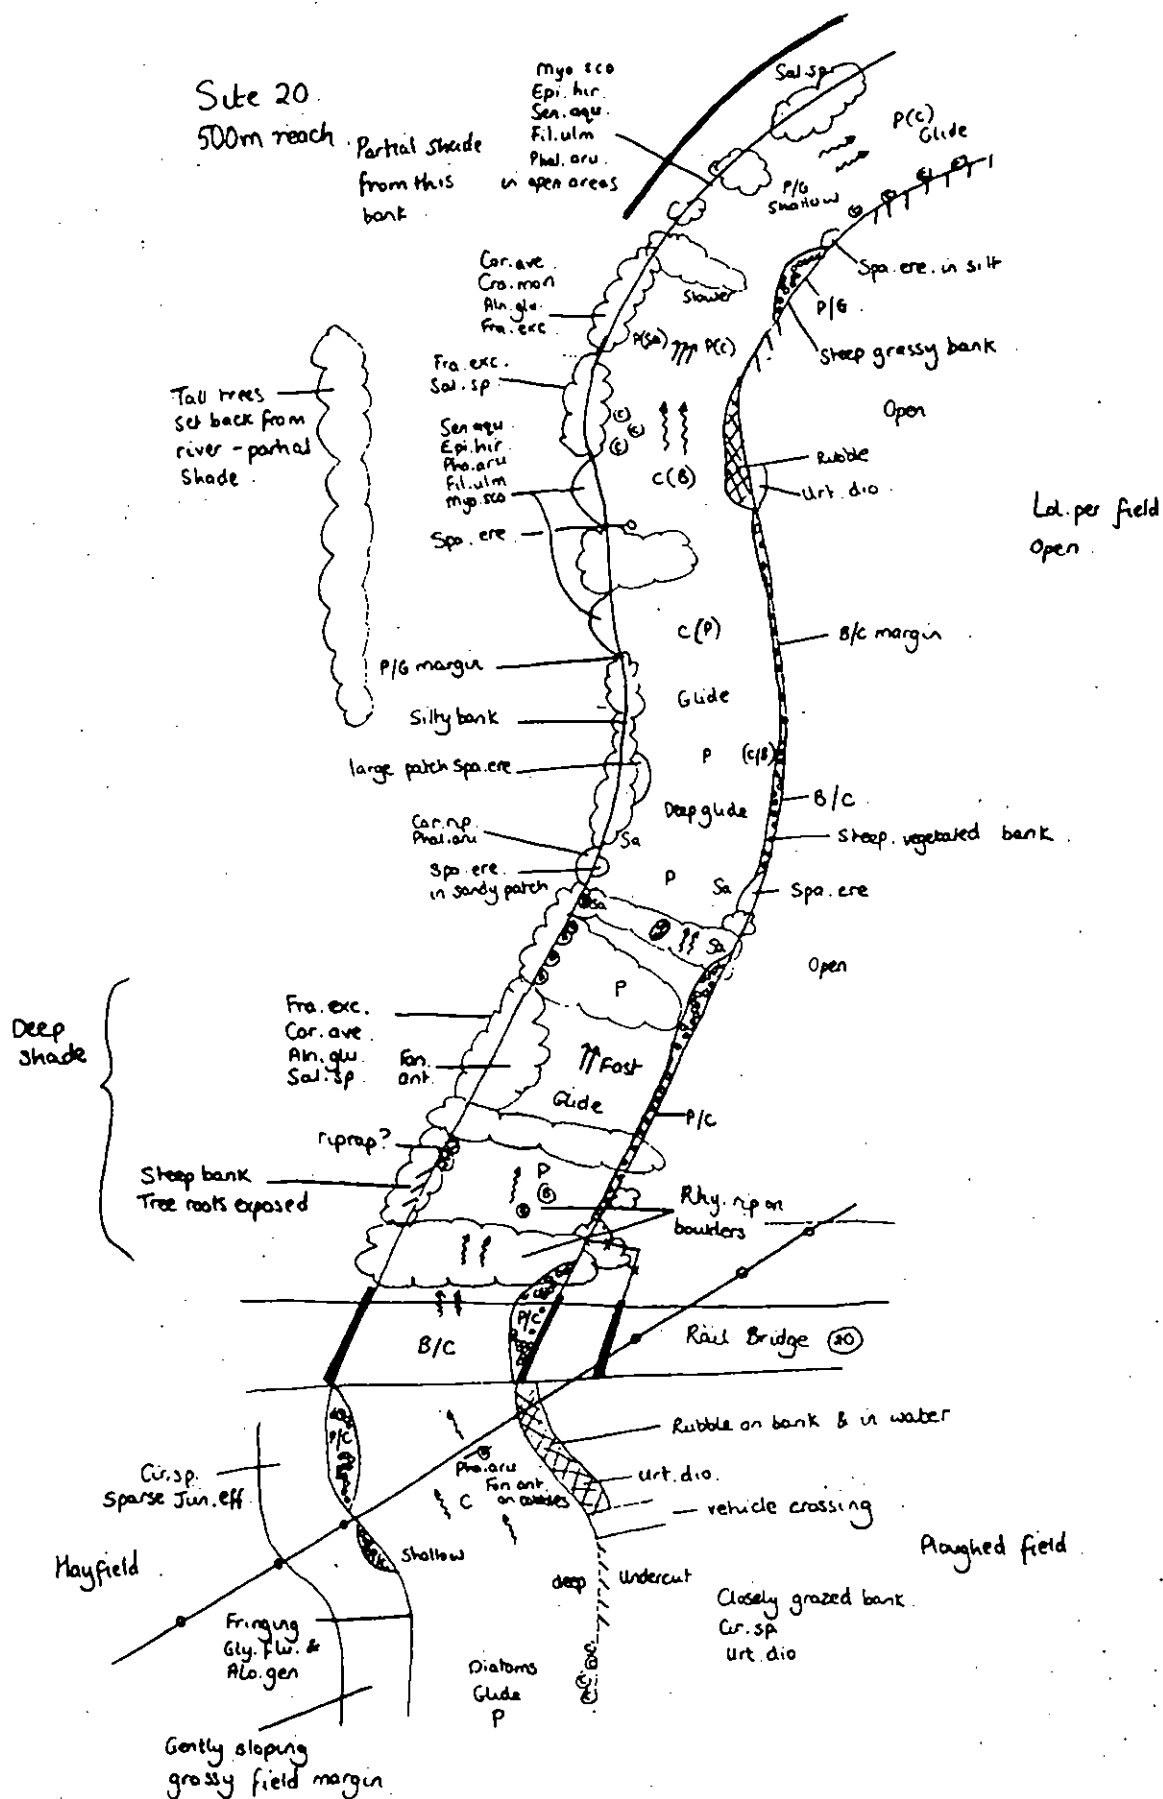 Site 20
500m reach
Partial shade
from this
bank
Myo sco
Epi. hir.
Sen. aqu.
Fil. ulm
Phal. aru.
in open areas
Sal. sp.
P(C)
Glide
P/G
Shallow
Spa. ere. in silt
P/G
Steep grassy bank
Cor. ave.
Cra. mon
Aln. glu.
Fra. exc.
Slower
P(Sa)
P(C)
Fra. exc.
Sal. sp.
Tall trees
set back from
river - partial
shade
Open
Sen aqu
Epi. hir.
Pha. aru
Fil. ulm
Myo. sco
C(B)
Rubble
Urt. dio
Lol. per field
Open
Spa. ere
C(P)
B/C margin
P/G margin
Glide
Silty bank
P
(C/B)
large patch Spa. ere
B/C
Deep glide
Steep vegetated bank
Car. rip.
Phal. aru
Sa
Spa. ere.
in sandy patch
P
Sa
Spa. ere
Sa
Sa
Open
P
Deep
shade
Fra. exc.
Cor. ave
Aln. glu.
Sal. sp.
Fon.
ant.
Fast
Glide
P/C
riprap?
Steep bank
Tree roots exposed
P
B
Rhy. rip on
boulders
P/C
B/C
Rail Bridge 20
Rubble on bank & in water
P/C
Pha. aru
Fon ant
on cobbles
C
Urt. dio.
vehicle crossing
Cir. sp.
Sparse Jun. eff
Hayfield
Shallow
Ploughed field
deep
Undercut
Closely grazed bank
Cir. sp
Urt. dio
Fringing
Gly. flu. &
Alo. gen
Diatoms
Glide
P
Gently sloping
grassy field margin